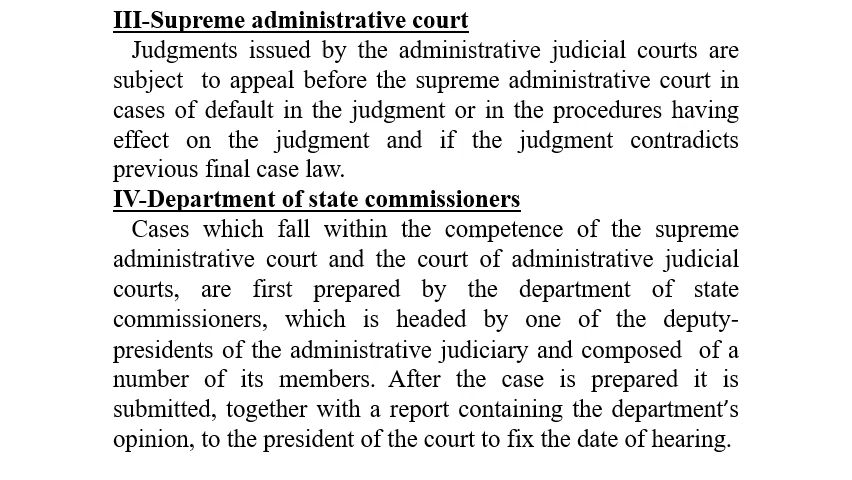 III-Supreme administrative court
Judgments issued by the administrative judicial courts are
subject to appeal before the supreme administrative court in
cases of default in the judgment or in the procedures having
effect on the judgment and if the judgment contradicts
previous final case law.
IV-Department of state commissioners
Cases which fall within the competence of the supreme
administrative court and the court of administrative judicial
courts, are first prepared by the department of state
commissioners, which is headed by one of the deputy-
presidents of the administrative judiciary and composed of a
number of its members. After the case is prepared it is
submitted, together with a report containing the department's
opinion, to the president of the court to fix the date of hearing.